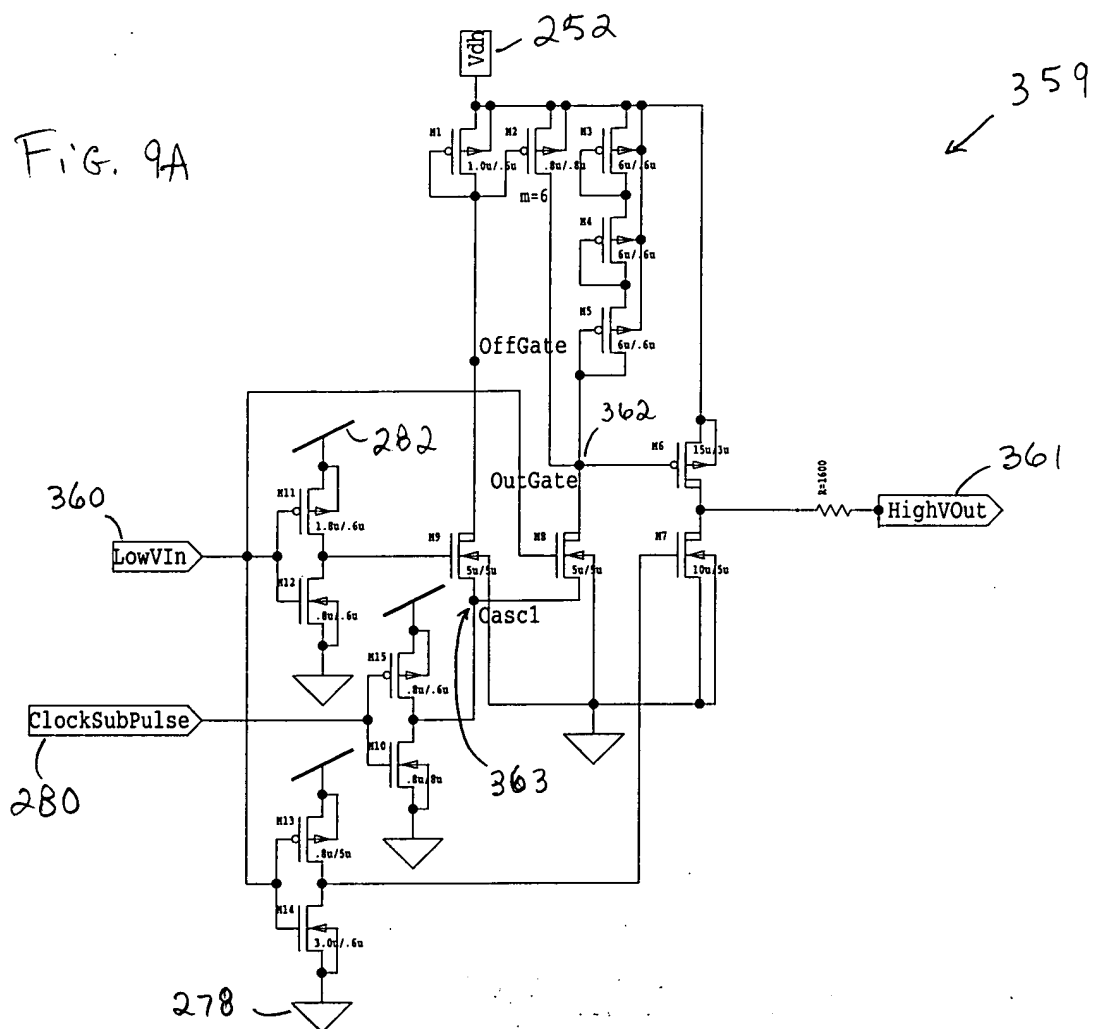 252
Vdh
359
Fig. 9A
M1
M2
M3
1.0u/.6u
.8u/.8u
6u/.6u
m=6
M4
6u/.6u
M5
6u/.6u
OffGate
362
282
M6
15u/3u
361
R=1600
OutGate
HighVOut
M11
360
1.8u/.6u
M9
M8
M7
LowVIn
5u/5u
5u/5u
10u/5u
M12
.8u/.6u
Casc1
M15
.8u/.6u
ClockSubPulse
M10
363
.8u/8u
280
M13
.8u/5u
M14
3.0u/.6u
278